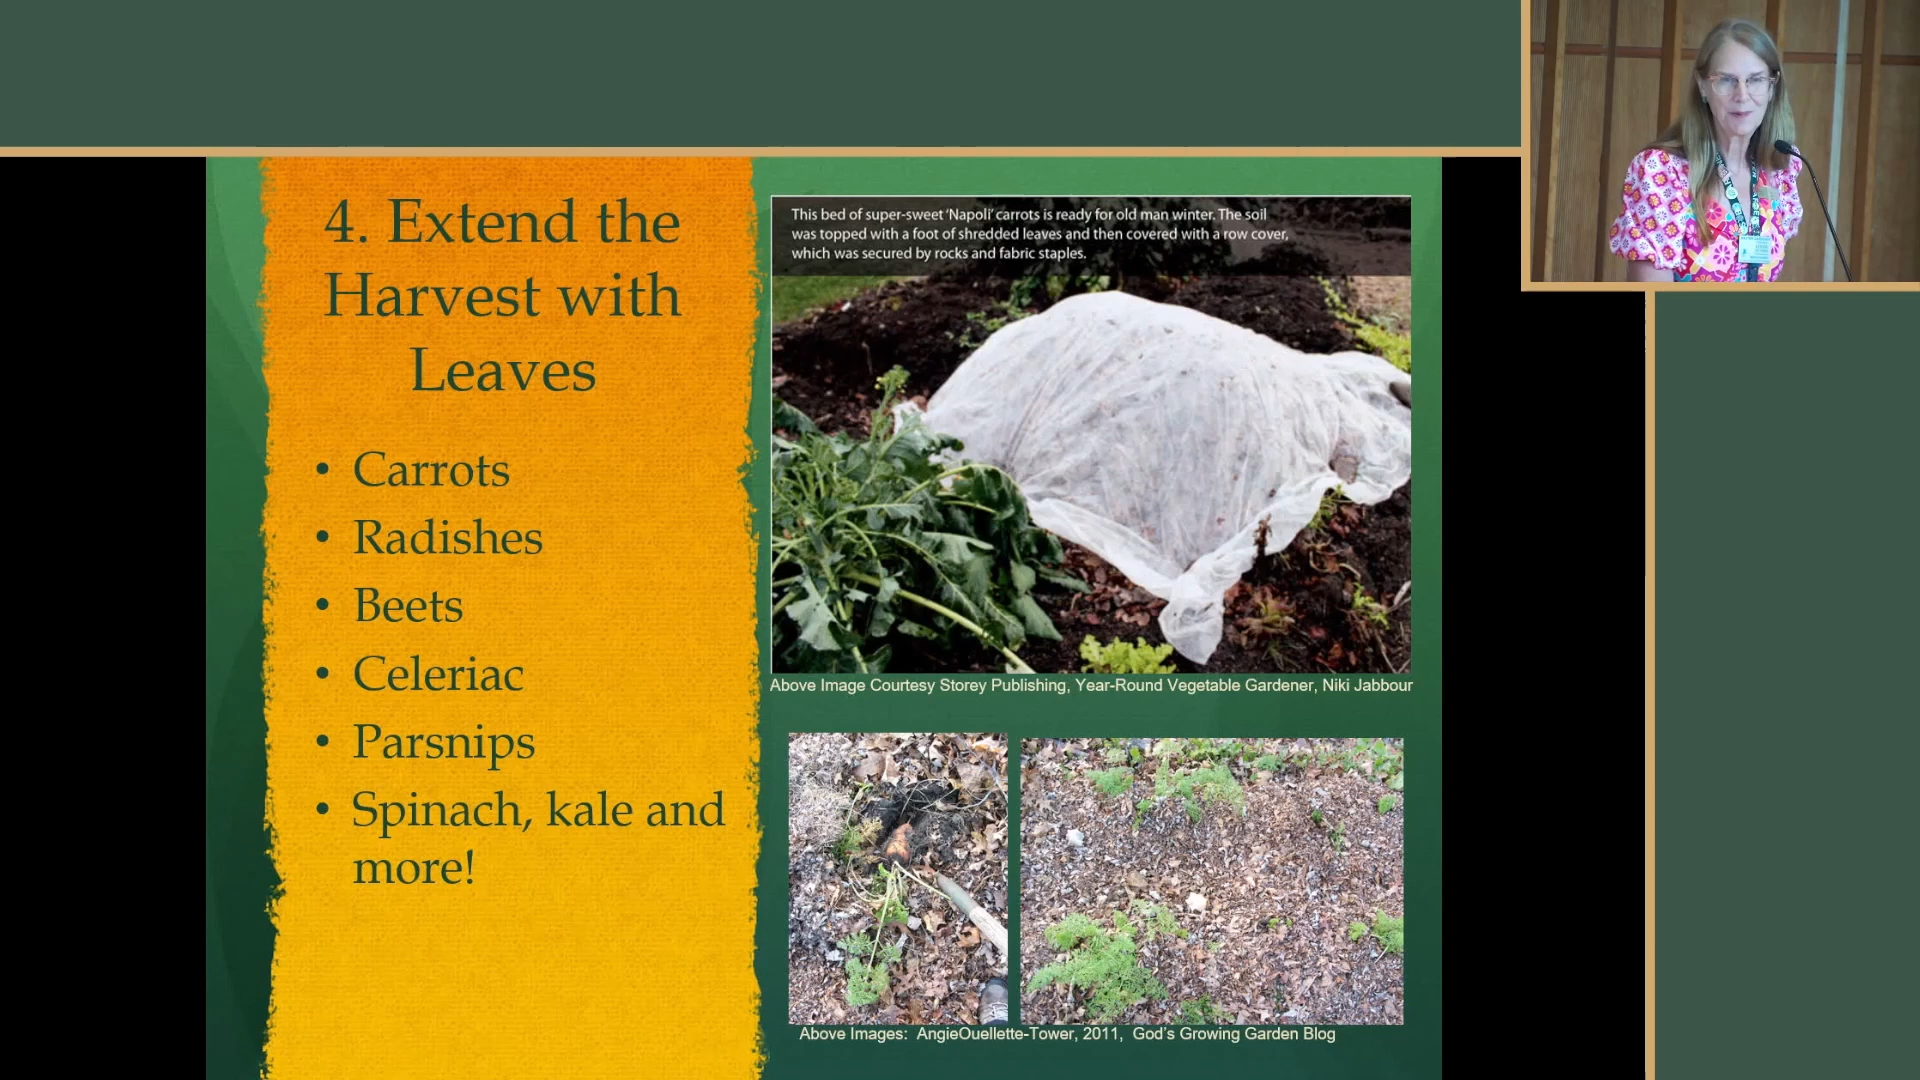 4. Extend the
Harvest with
Leaves
• Carrots
• Radishes
• Beets
• Celeriac
• Parsnips
• Spinach, kale and
more!
This bed of super-sweet 'Napoli' carrots is ready for old man winter. The soil
was topped with a foot of shredded leaves and then covered with a row cover,
which was secured by rocks and fabric staples.
Above Image Courtesy Storey Publishing, Year-Round Vegetable Gardener, Niki Jabbour
Above Images: AngieOuellette-Tower, 2011, God's Growing Garden Blog